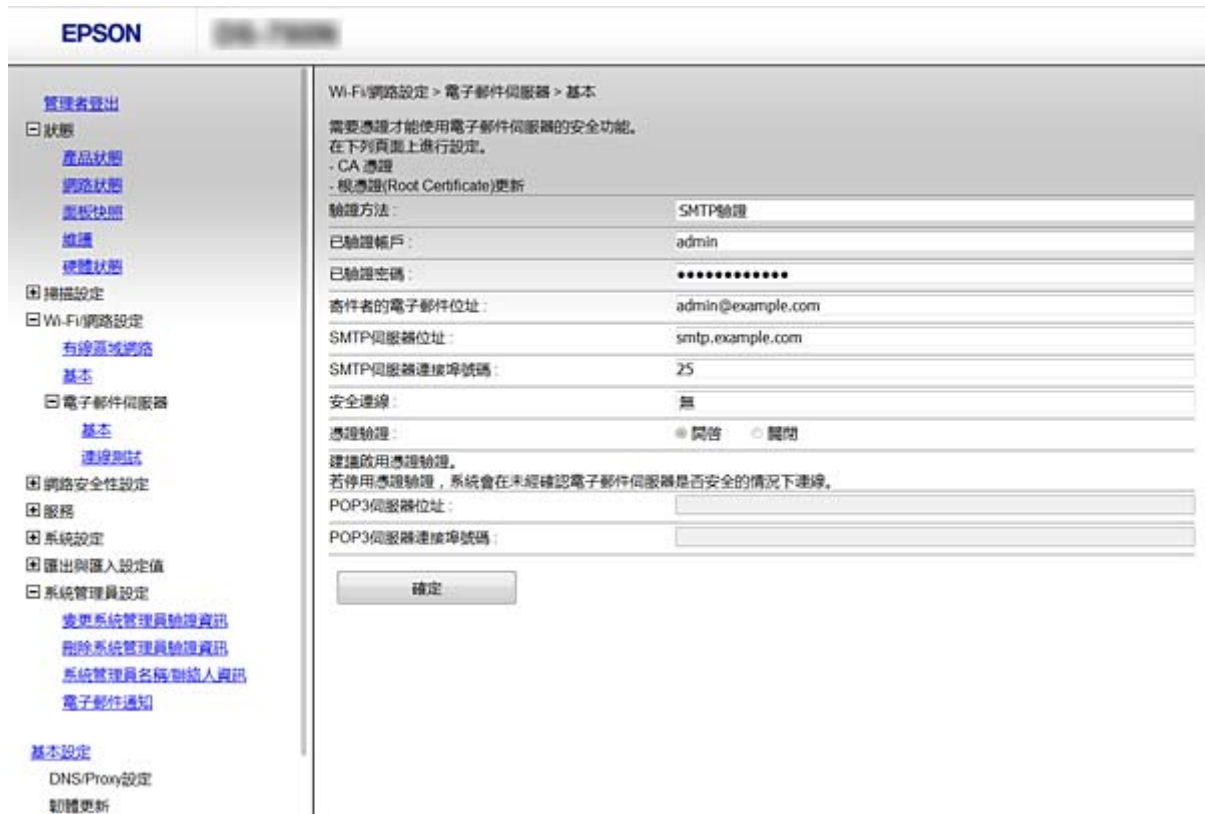 EPSON
管理者登出
狀態
產品狀態
網路狀態
面板快照
維護
硬體狀態
掃描設定
Wi-Fi/網路設定
有線區域網路
基本
電子郵件伺服器
基本
連線測試
網路安全性設定
服務
系統設定
匯出與匯入設定值
系統管理員設定
變更系統管理員驗證資訊
刪除系統管理員驗證資訊
系統管理員名稱/聯絡人資訊
電子郵件通知
基本設定
DNS/Proxy設定
韌體更新
Wi-Fi/網路設定 > 電子郵件伺服器 > 基本
需要憑證才能使用電子郵件伺服器的安全功能。
在下列頁面上進行設定。
- CA 憑證
- 根憑證(Root Certificate)更新
驗證方法 : SMTP驗證
已驗證帳戶 : admin
已驗證密碼 : ●●●●●●●●●●●●
寄件者的電子郵件位址 : admin@example.com
SMTP伺服器位址 : smtp.example.com
SMTP伺服器連接埠號碼 : 25
安全連線 : 無
憑證驗證 : 開啓 關閉
建議啟用憑證驗證。
若停用憑證驗證，系統會在未經確認電子郵件伺服器是否安全的情況下連線。
POP3伺服器位址 :
POP3伺服器連接埠號碼 :
確定